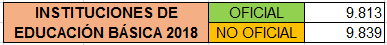 INSTITUCIONES DE EDUCACIÓN BÁSICA 2018
OFICIAL 9.813
NO OFICIAL 9.839